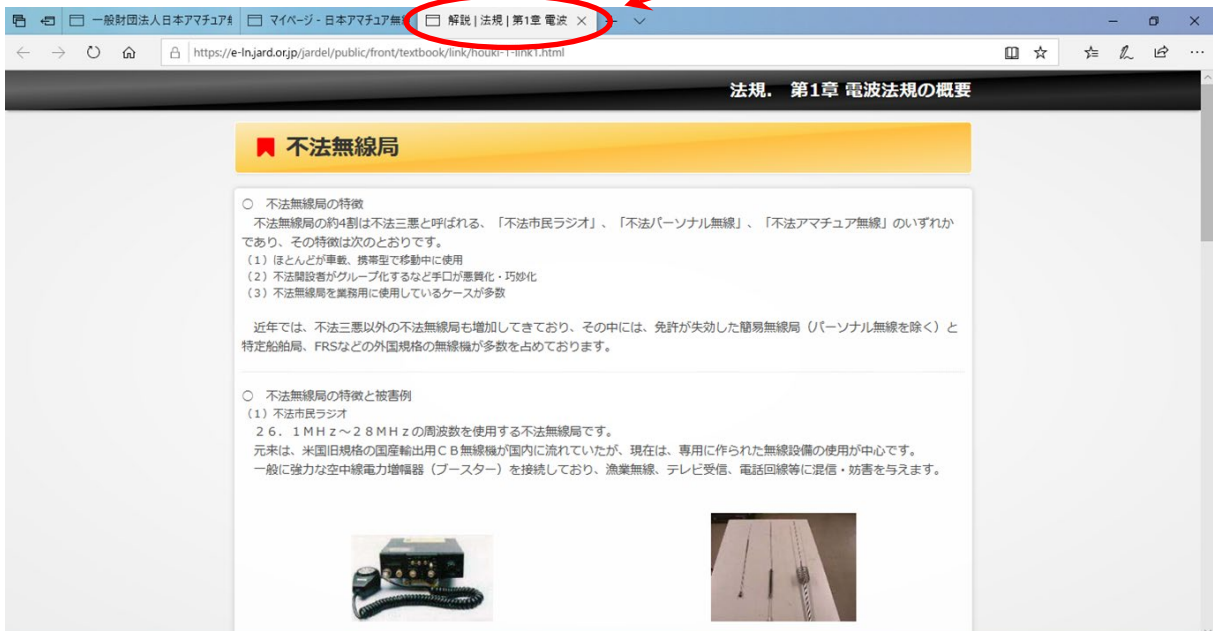 一般財団法人日本アマチュア
マイページ - 日本アマチュア無
解説 | 法規 | 第1章 電波
https://e-ln.jard.or.jp/jardel/public/front/textbook/link/houki-1-link1.html
法規. 第1章 電波法規の概要
不法無線局
○ 不法無線局の特徴
不法無線局の約4割は不法三悪と呼ばれる、「不法市民ラジオ」、「不法パーソナル無線」、「不法アマチュア無線」のいずれか
であり、その特徴は次のとおりです。
(1)ほとんどが車載、携帯型で移動中に使用
(2)不法開設者がグループ化するなど手口が悪質化・巧妙化
(3)不法無線局を業務用に使用しているケースが多数
近年では、不法三悪以外の不法無線局も増加してきており、その中には、免許が失効した簡易無線局(パーソナル無線を除く)と
特定船舶局、FRSなどの外国規格の無線機が多数を占めております。
○ 不法無線局の特徴と被害例
(1)不法市民ラジオ
26.1MHz~28MHzの周波数を使用する不法無線局です。
元来は、米国旧規格の国産輸出用CB無線機が国内に流れていたが、現在は、専用に作られた無線設備の使用が中心です。
一般に強力な空中線電力増幅器(ブースター)を接続しており、漁業無線、テレビ受信、電話回線等に混信・妨害を与えます。